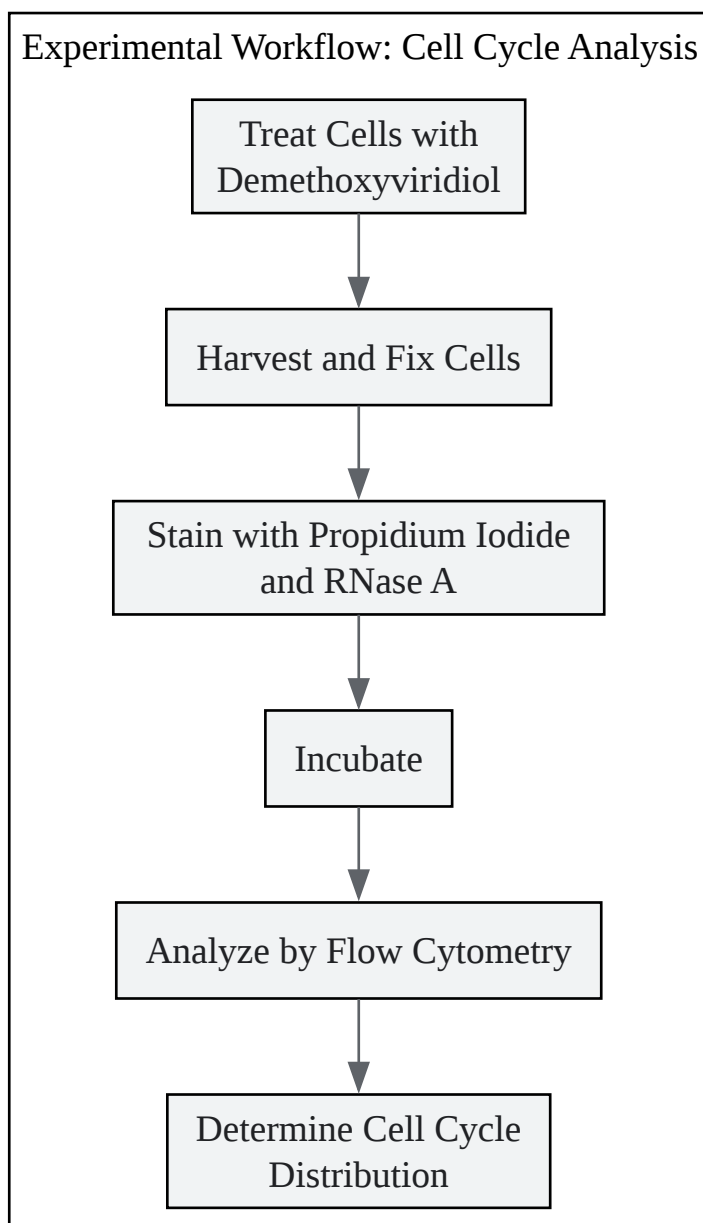 Experimental Workflow: Cell Cycle Analysis
Treat Cells with
Demethoxyviridiol
Harvest and Fix Cells
Stain with Propidium Iodide
and RNase A
Incubate
Analyze by Flow Cytometry
Determine Cell Cycle
Distribution